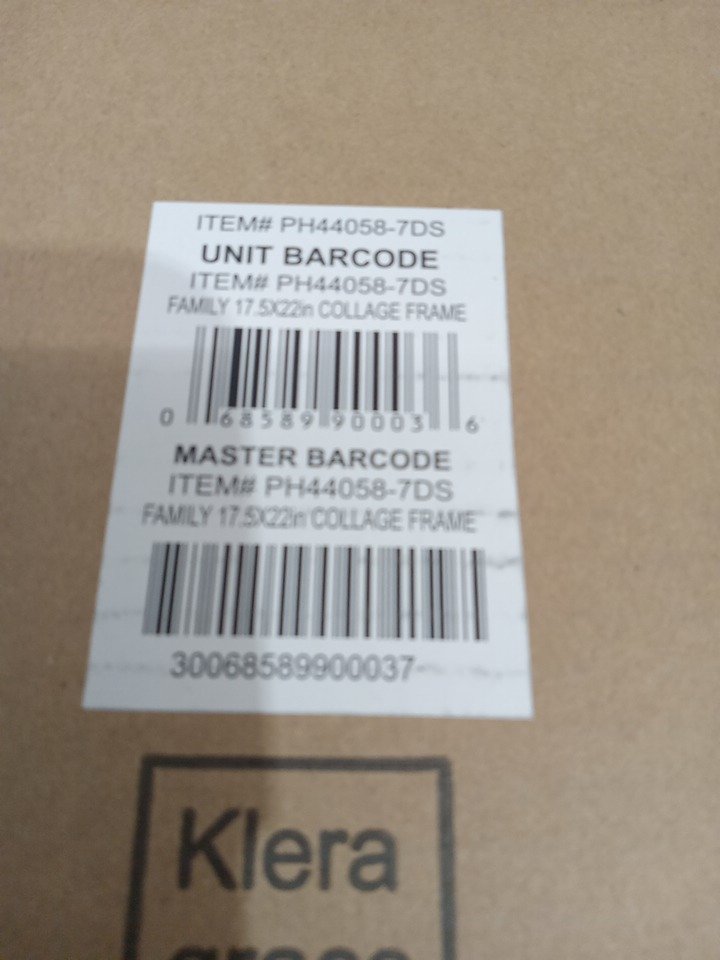 ITEM# PH44058-7DS
UNIT BARCODE
ITEM# PH44058-7DS
FAMILY 17.5X22in COLLAGE FRAME
0 68589 90003 6
MASTER BARCODE
ITEM# PH44058-7DS
FAMILY 17.5X22in COLLAGE FRAME
30068589900037
Klera